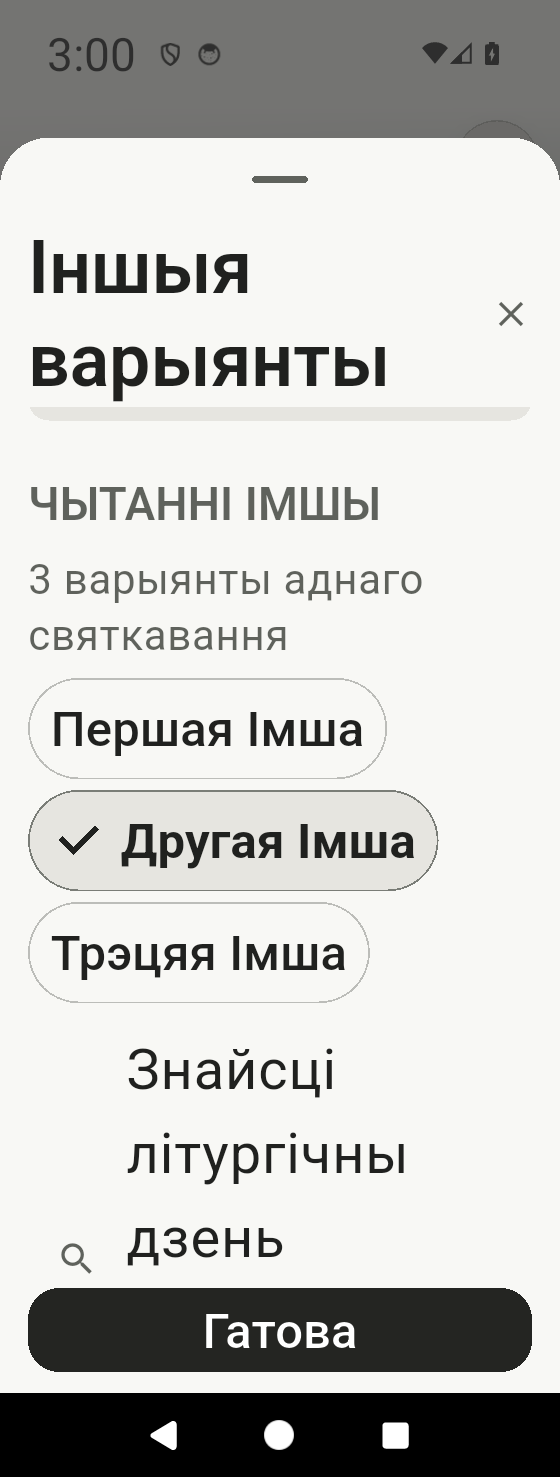 3:00
Іншыя
варыянты
ЧЫТАННІ ІМШЫ
3 варыянты аднаго
святкавання
Першая Імша
Другая Імша
Трэцяя Імша
Знайсці
літургічны
дзень
Гатова